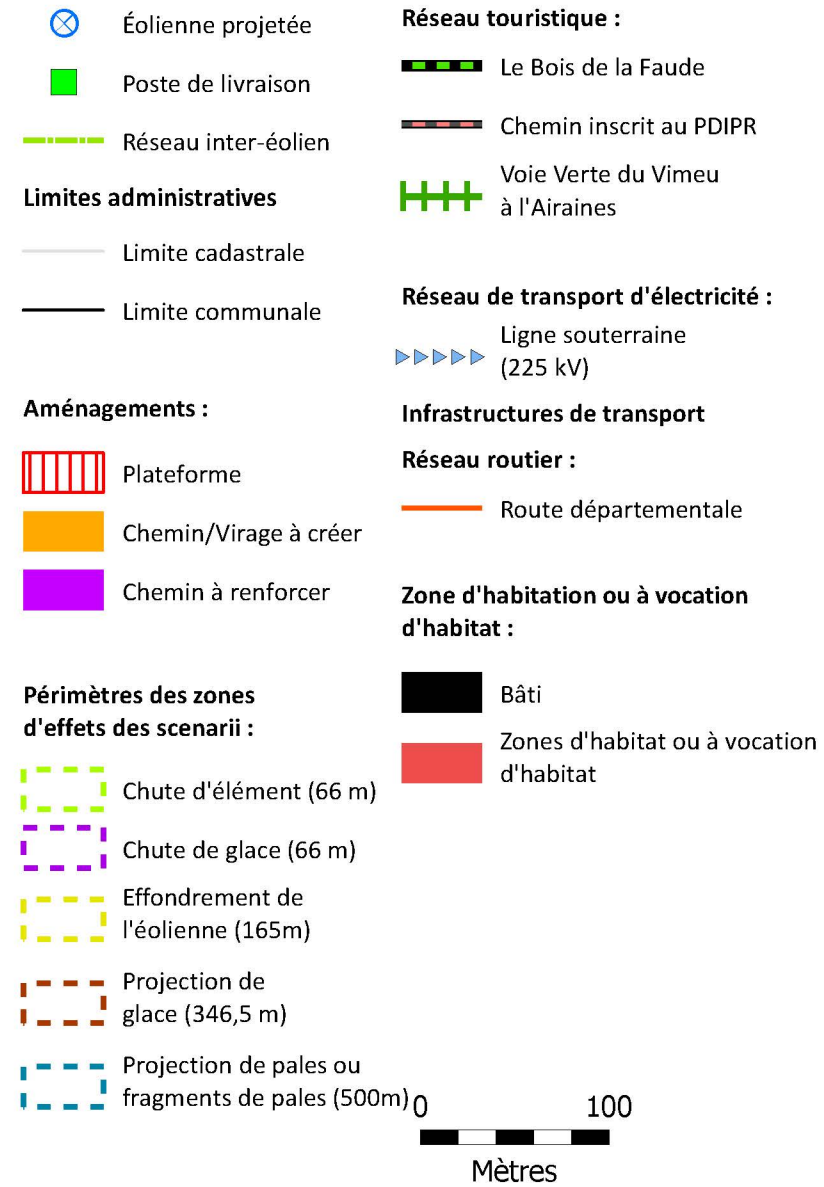 Éolienne projetée
Poste de livraison
Réseau inter-éolien
Limites administratives
Limite cadastrale
Limite communale
Aménagements :
Plateforme
Chemin/Virage à créer
Chemin à renforcer
Périmètres des zones
d'effets des scenarii :
Chute d'élément (66 m)
Chute de glace (66 m)
Effondrement de
l'éolienne (165m)
Projection de
glace (346,5 m)
Projection de pales ou
fragments de pales (500m)
Réseau touristique :
Le Bois de la Faude
Chemin inscrit au PDIPR
Voie Verte du Vimeu
à l'Airaines
Réseau de transport d'électricité :
Ligne souterraine
(225 kV)
Infrastructures de transport
Réseau routier :
Route départementale
Zone d'habitation ou à vocation
d'habitat :
Bâti
Zones d'habitat ou à vocation
d'habitat
0 100
Mètres